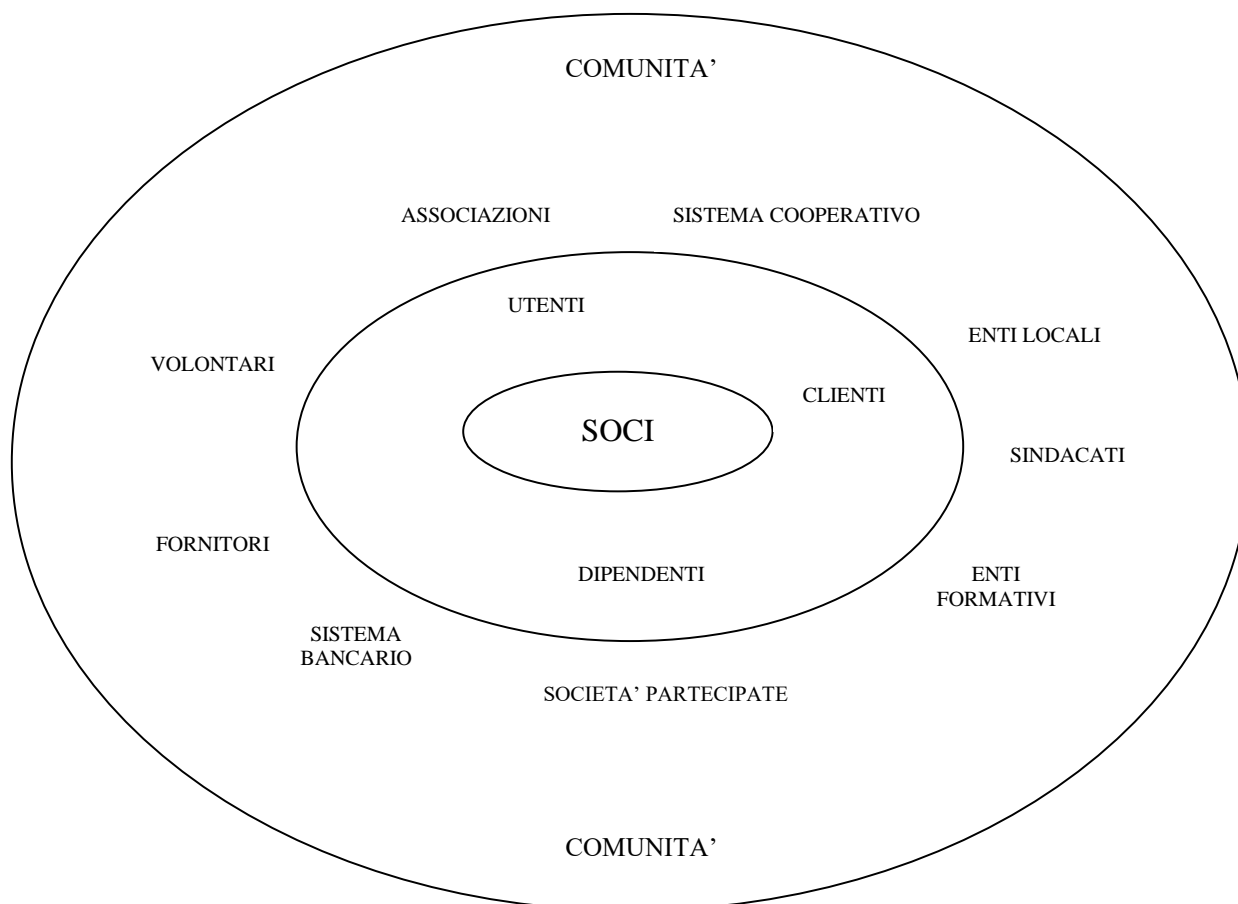 COMUNITA’
ASSOCIAZIONI
SISTEMA COOPERATIVO
UTENTI
ENTI LOCALI
VOLONTARI
CLIENTI
SOCI
SINDACATI
FORNITORI
DIPENDENTI
ENTI
FORMATIVI
SISTEMA
BANCARIO
SOCIETA’ PARTECIPATE
COMUNITA’